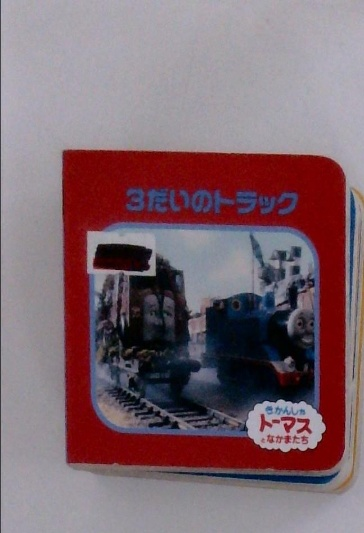 3だいのトラック
きかんしゃ
トーマス
となかまたち